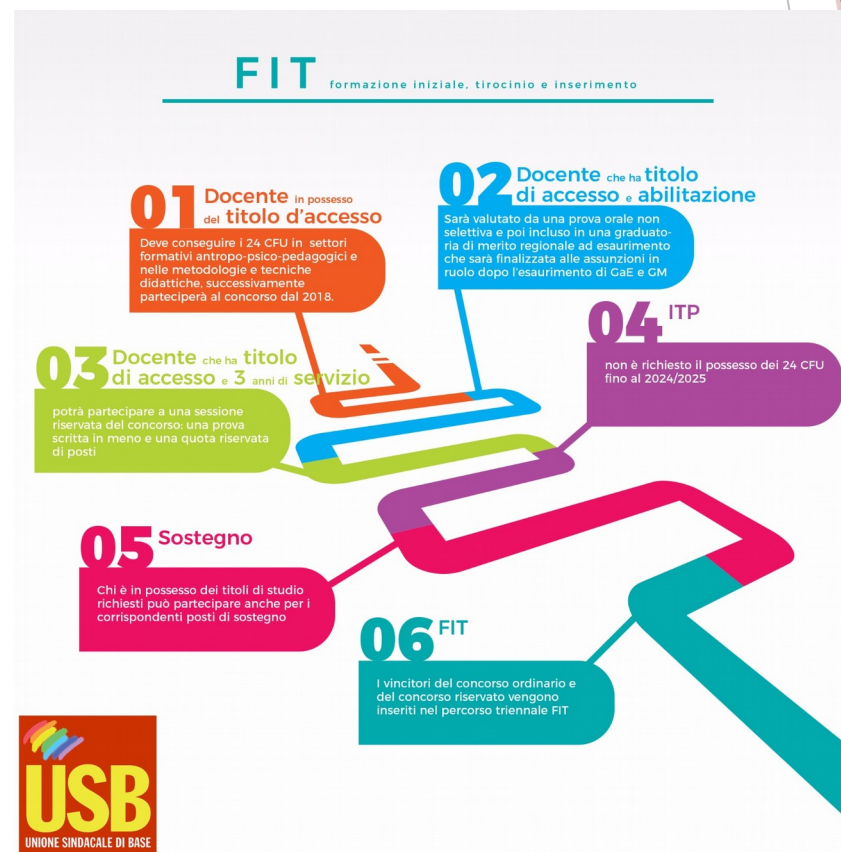 FIT formazione iniziale, tirocinio e inserimento
01 Docente in possesso
del titolo d'accesso
Deve conseguire i 24 CFU in settori
formativi antropo-psico-pedagogici e
nelle metodologie e tecniche
didattiche, successivamente
parteciperà al concorso dal 2018.
02 Docente che ha titolo
di accesso e abilitazione
Sarà valutato da una prova orale non
selettiva e poi incluso in una graduato-
ria di merito regionale ad esaurimento
che sarà finalizzata alle assunzioni in
ruolo dopo l'esaurimento di GaE e GM
03 Docente che ha titolo
di accesso e 3 anni di servizio
potrà partecipare a una sessione
riservata del concorso: una prova
scritta in meno e una quota riservata
di posti
04 ITP
non è richiesto il possesso dei 24 CFU
fino al 2024/2025
05 Sostegno
Chi è in possesso dei titoli di studio
richiesti può partecipare anche per i
corrispondenti posti di sostegno
06 FIT
I vincitori del concorso ordinario e
del concorso riservato vengono
inseriti nel percorso triennale FIT
USB
UNIONE SINDACALE DI BASE